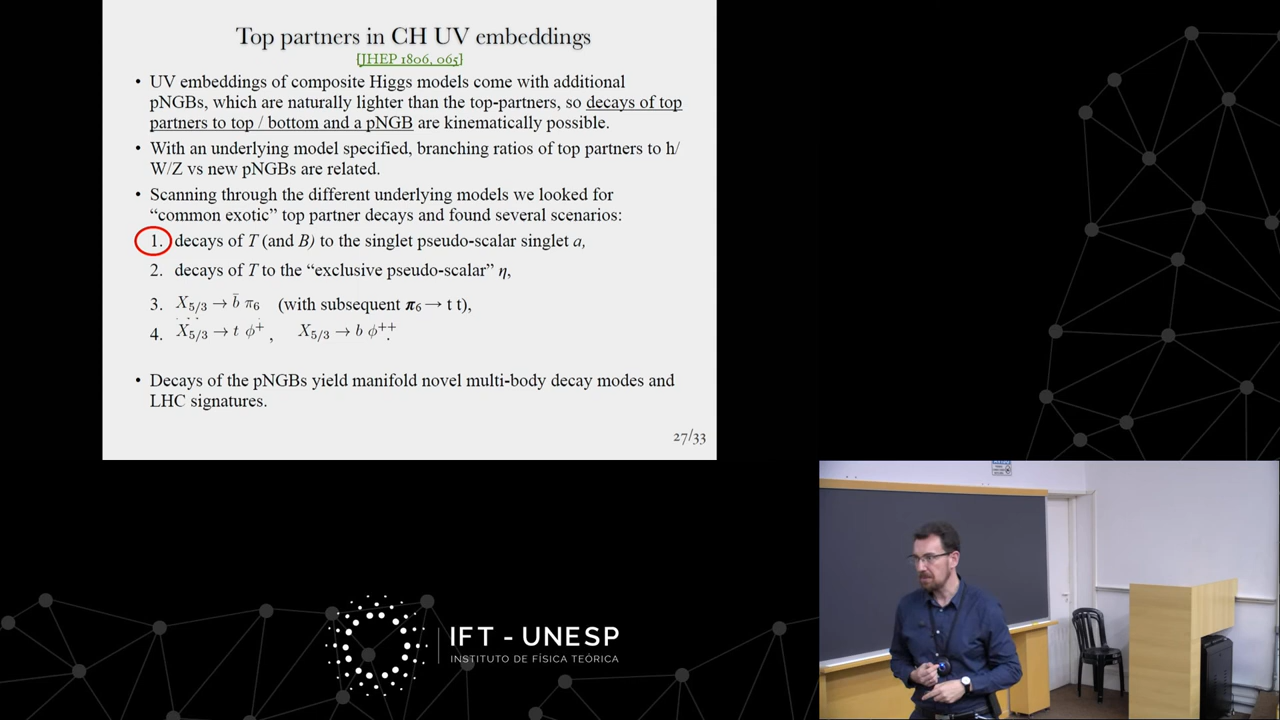 Top partners in CH UV embeddings
[JHEP 1806, 065]
• UV embeddings of composite Higgs models come with additional
pNGBs, which are naturally lighter than the top-partners, so decays of top
partners to top / bottom and a pNGB are kinematically possible.
• With an underlying model specified, branching ratios of top partners to h/
W/Z vs new pNGBs are related.
• Scanning through the different underlying models we looked for
“common exotic” top partner decays and found several scenarios:
1. decays of T (and B) to the singlet pseudo-scalar singlet a,
2. decays of T to the “exclusive pseudo-scalar” η,
3. X₅/₃ → b̄ π₆ (with subsequent π₆ → t t),
4. X₅/₃ → t ϕ⁺ , X₅/₃ → b ϕ⁺⁺.
• Decays of the pNGBs yield manifold novel multi-body decay modes and
LHC signatures.
27/33
IFT - UNESP
INSTITUTO DE FÍSICA TEÓRICA